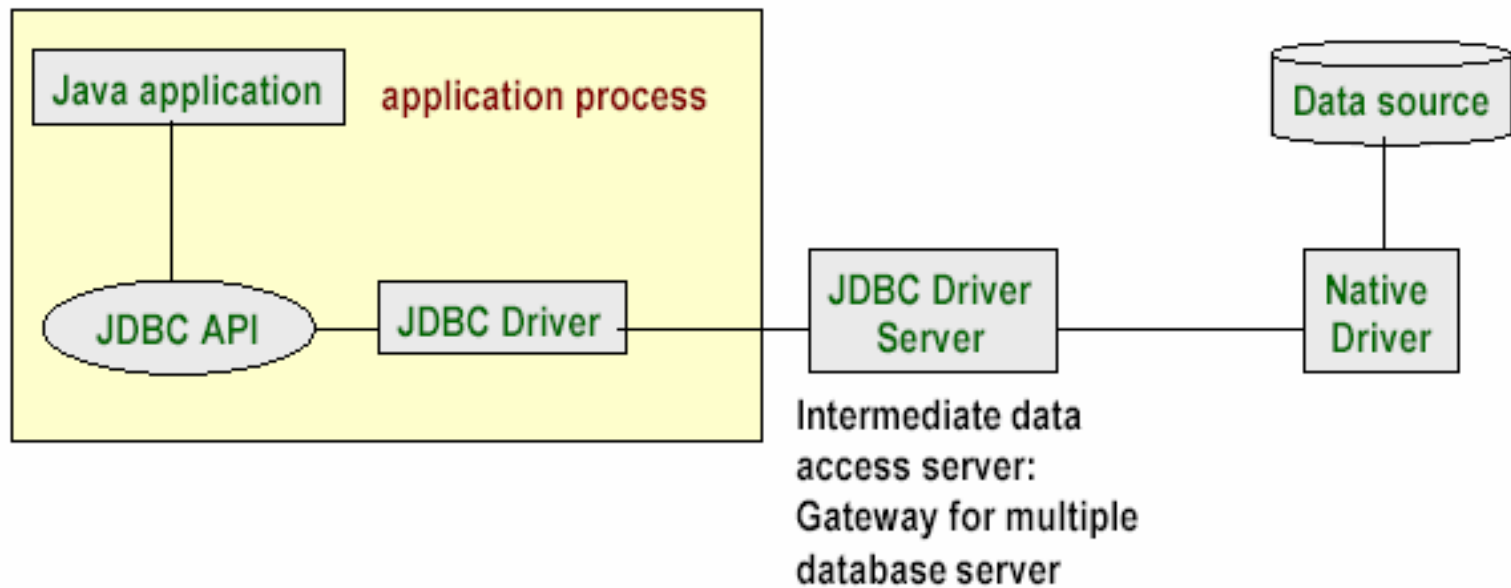 Java application
application process
Data source
JDBC API
JDBC Driver
JDBC Driver
Server
Native
Driver
Intermediate data
access server:
Gateway for multiple
database server